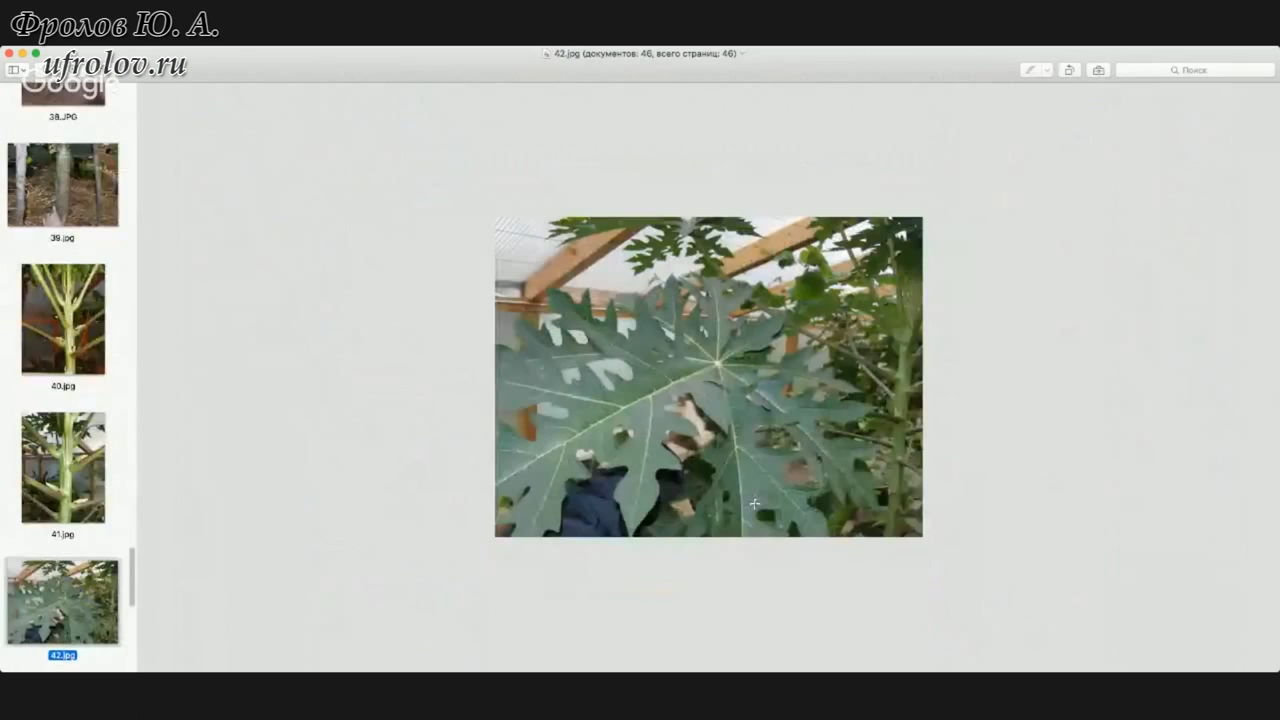 Фролов Ю. А.
ufrolov.ru
Google
42.jpg (документов: 46, всего страниц: 46)
Поиск
38.JPG
39.jpg
40.jpg
41.jpg
42.jpg